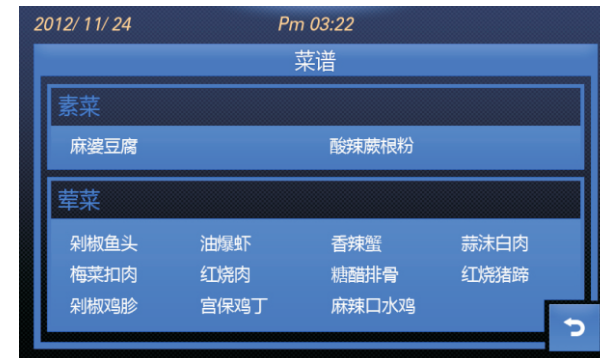 2012/11/24 Pm 03:22
菜谱
素菜
麻婆豆腐 酸辣蕨根粉
荤菜
剁椒鱼头 油爆虾 香辣蟹 蒜沫白肉
梅菜扣肉 红烧肉 糖醋排骨 红烧猪蹄
剁椒鸡胗 宫保鸡丁 麻辣口水鸡